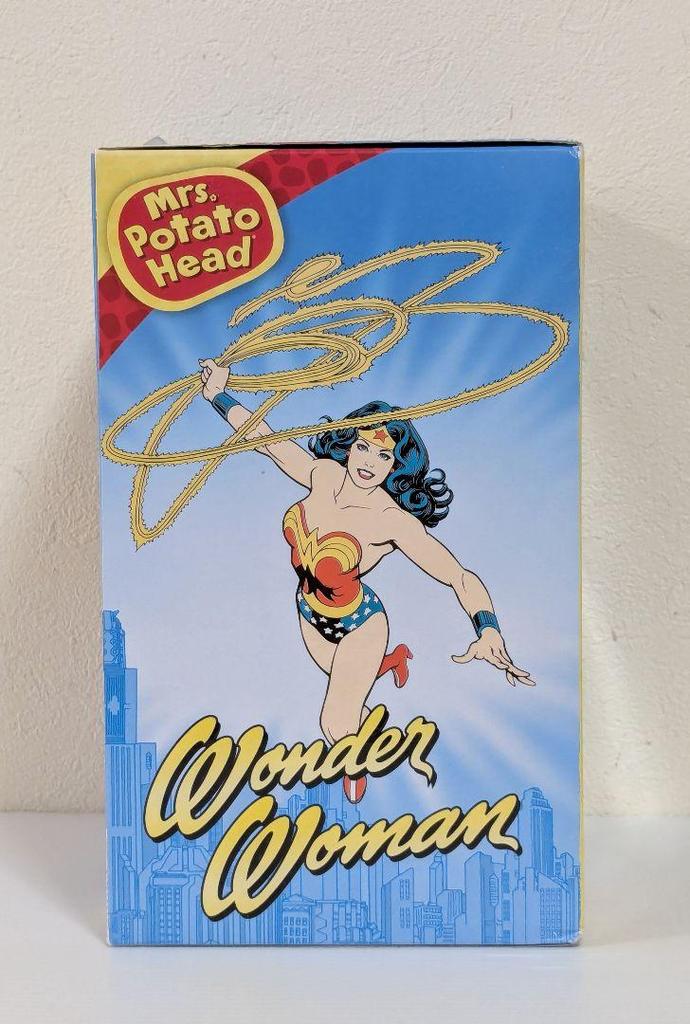 Mrs.
Potato
Head
Wonder
Woman